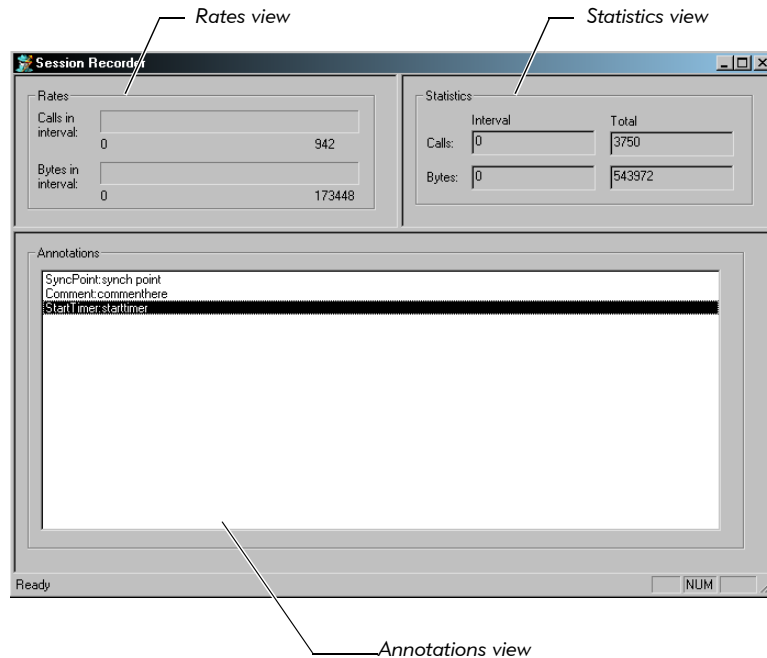 Rates view
Statistics view
Session Recorder
Rates
Calls in
interval:
0 942
Bytes in
interval:
0 173448
Statistics
Interval Total
Calls: 0 3750
Bytes: 0 543972
Annotations
SyncPoint:synch point
Comment:commenthere
StartTimer:starttimer
Ready
NUM
Annotations view